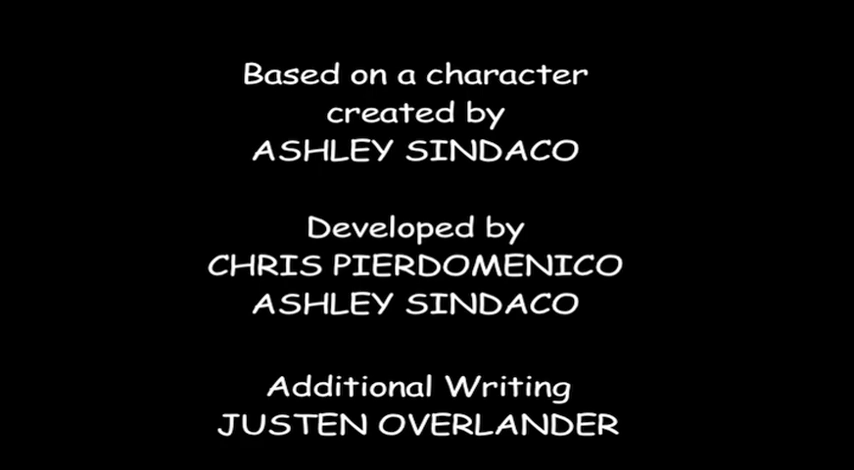 Based on a character
created by
ASHLEY SINDACO
Developed by
CHRIS PIERDOMENICO
ASHLEY SINDACO
Additional Writing
JUSTEN OVERLANDER